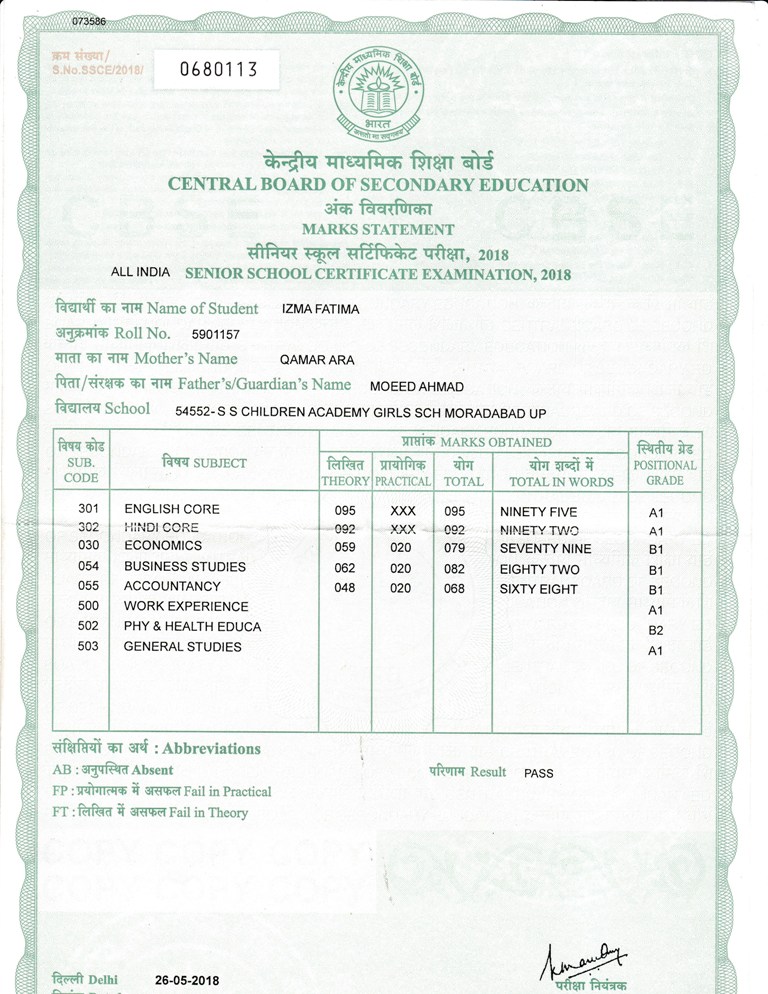 073586
क्रम संख्या/
S.No.SSCE/2018/ 0680113
केन्द्रीय माध्यमिक शिक्षा बोर्ड
भारत
असतो मा सद्गमय
केन्द्रीय माध्यमिक शिक्षा बोर्ड
CENTRAL BOARD OF SECONDARY EDUCATION
अंक विवरणिका
MARKS STATEMENT
सीनियर स्कूल सर्टिफिकेट परीक्षा, 2018
ALL INDIA SENIOR SCHOOL CERTIFICATE EXAMINATION, 2018
विद्यार्थी का नाम Name of Student IZMA FATIMA
अनुक्रमांक Roll No. 5901157
माता का नाम Mother's Name QAMAR ARA
पिता/संरक्षक का नाम Father's/Guardian's Name MOEED AHMAD
विद्यालय School 54552- S S CHILDREN ACADEMY GIRLS SCH MORADABAD UP
विषय कोड SUB. CODE विषय SUBJECT प्राप्तांक MARKS OBTAINED स्थितीय ग्रेड POSITIONAL GRADE
लिखित THEORY प्रायोगिक PRACTICAL योग TOTAL योग शब्दों में TOTAL IN WORDS
301 ENGLISH CORE 095 XXX 095 NINETY FIVE A1
302 HINDI CORE 092 XXX 092 NINETY TWO A1
030 ECONOMICS 059 020 079 SEVENTY NINE B1
054 BUSINESS STUDIES 062 020 082 EIGHTY TWO B1
055 ACCOUNTANCY 048 020 068 SIXTY EIGHT B1
500 WORK EXPERIENCE A1
502 PHY & HEALTH EDUCA B2
503 GENERAL STUDIES A1
संक्षिप्तियों का अर्थ : Abbreviations
AB : अनुपस्थित Absent परिणाम Result PASS
FP : प्रयोगात्मक में असफल Fail in Practical
FT : लिखित में असफल Fail in Theory
दिल्ली Delhi 26-05-2018
परीक्षा नियंत्रक